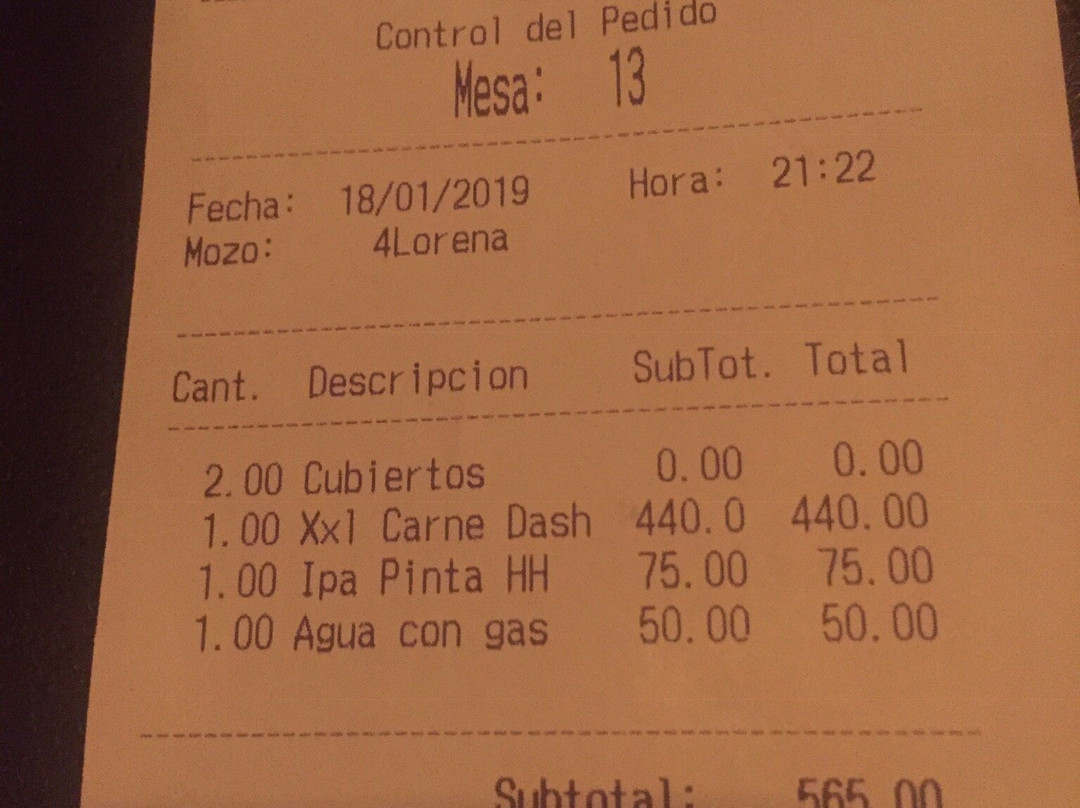 Control del Pedido
Mesa: 13
Fecha: 18/01/2019 Hora: 21:22
Mozo: 4Lorena
Cant. Descripcion SubTot. Total
2.00 Cubiertos 0.00 0.00
1.00 Xxl Carne Dash 440.0 440.00
1.00 Ipa Pinta HH 75.00 75.00
1.00 Agua con gas 50.00 50.00
Subtotal: 565.00